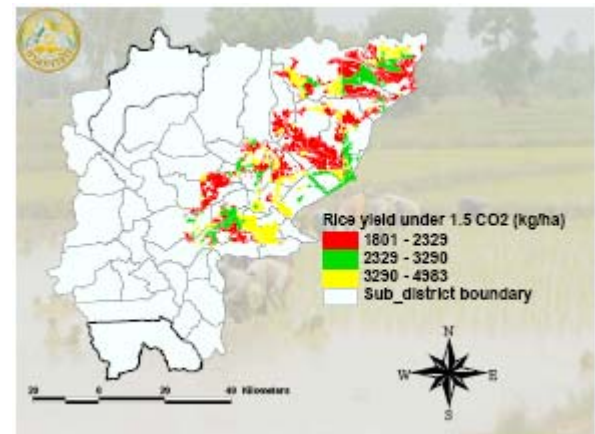 Rice yield under 1.5 CO2 (kg/ha)
1801 - 2329
2329 - 3290
3290 - 4983
Sub_district boundary
N
W E
S
20 0 20 40 Kilometers